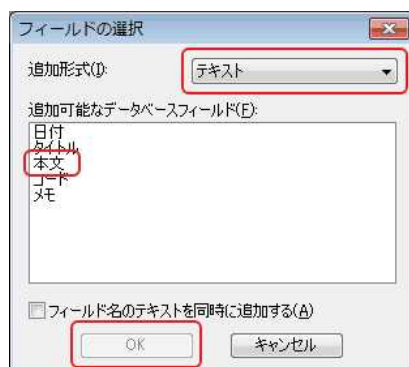 フィールドの選択
追加形式(I):
テキスト
追加可能なデータベースフィールド(F):
日付
タイトル
本文
コード
メモ
フィールド名のテキストを同時に追加する(A)
OK
キャンセル